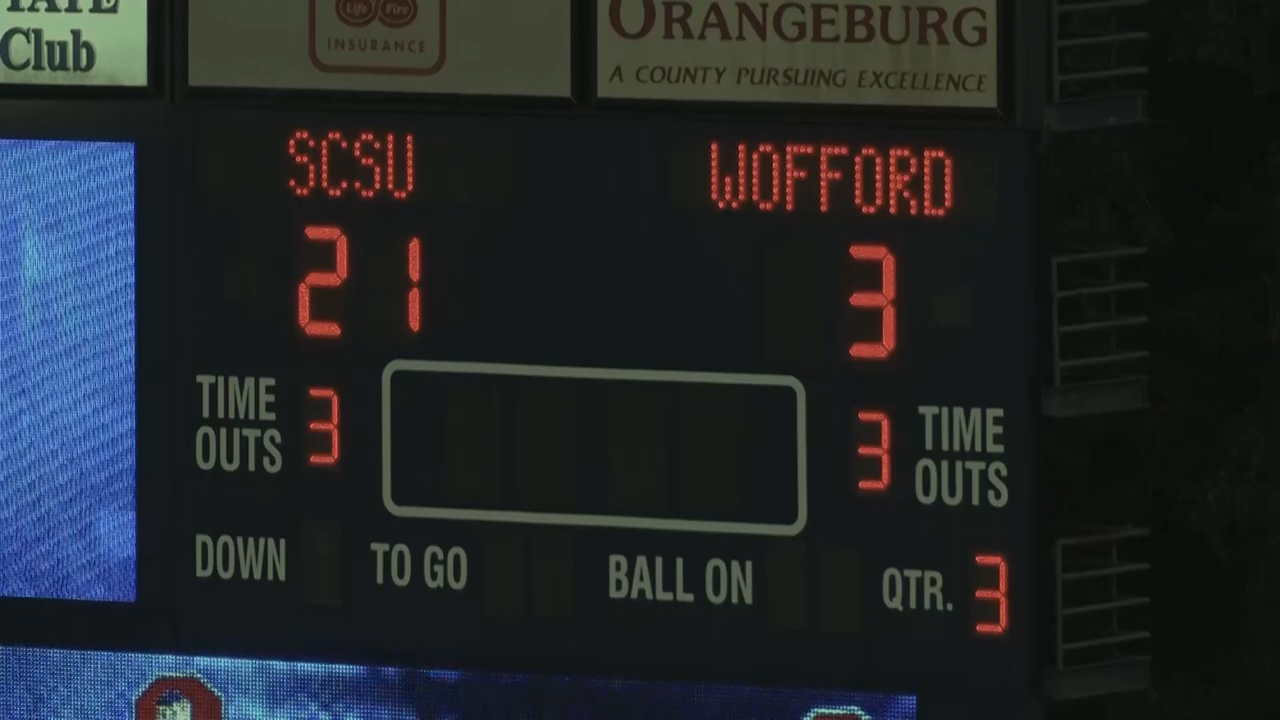 Club
Life Fire
INSURANCE
ORANGEBURG
A COUNTY PURSUING EXCELLENCE
SCSU
WOFFORD
21
3
TIME
OUTS
3
3
TIME
OUTS
DOWN
TO GO
BALL ON
QTR.
3